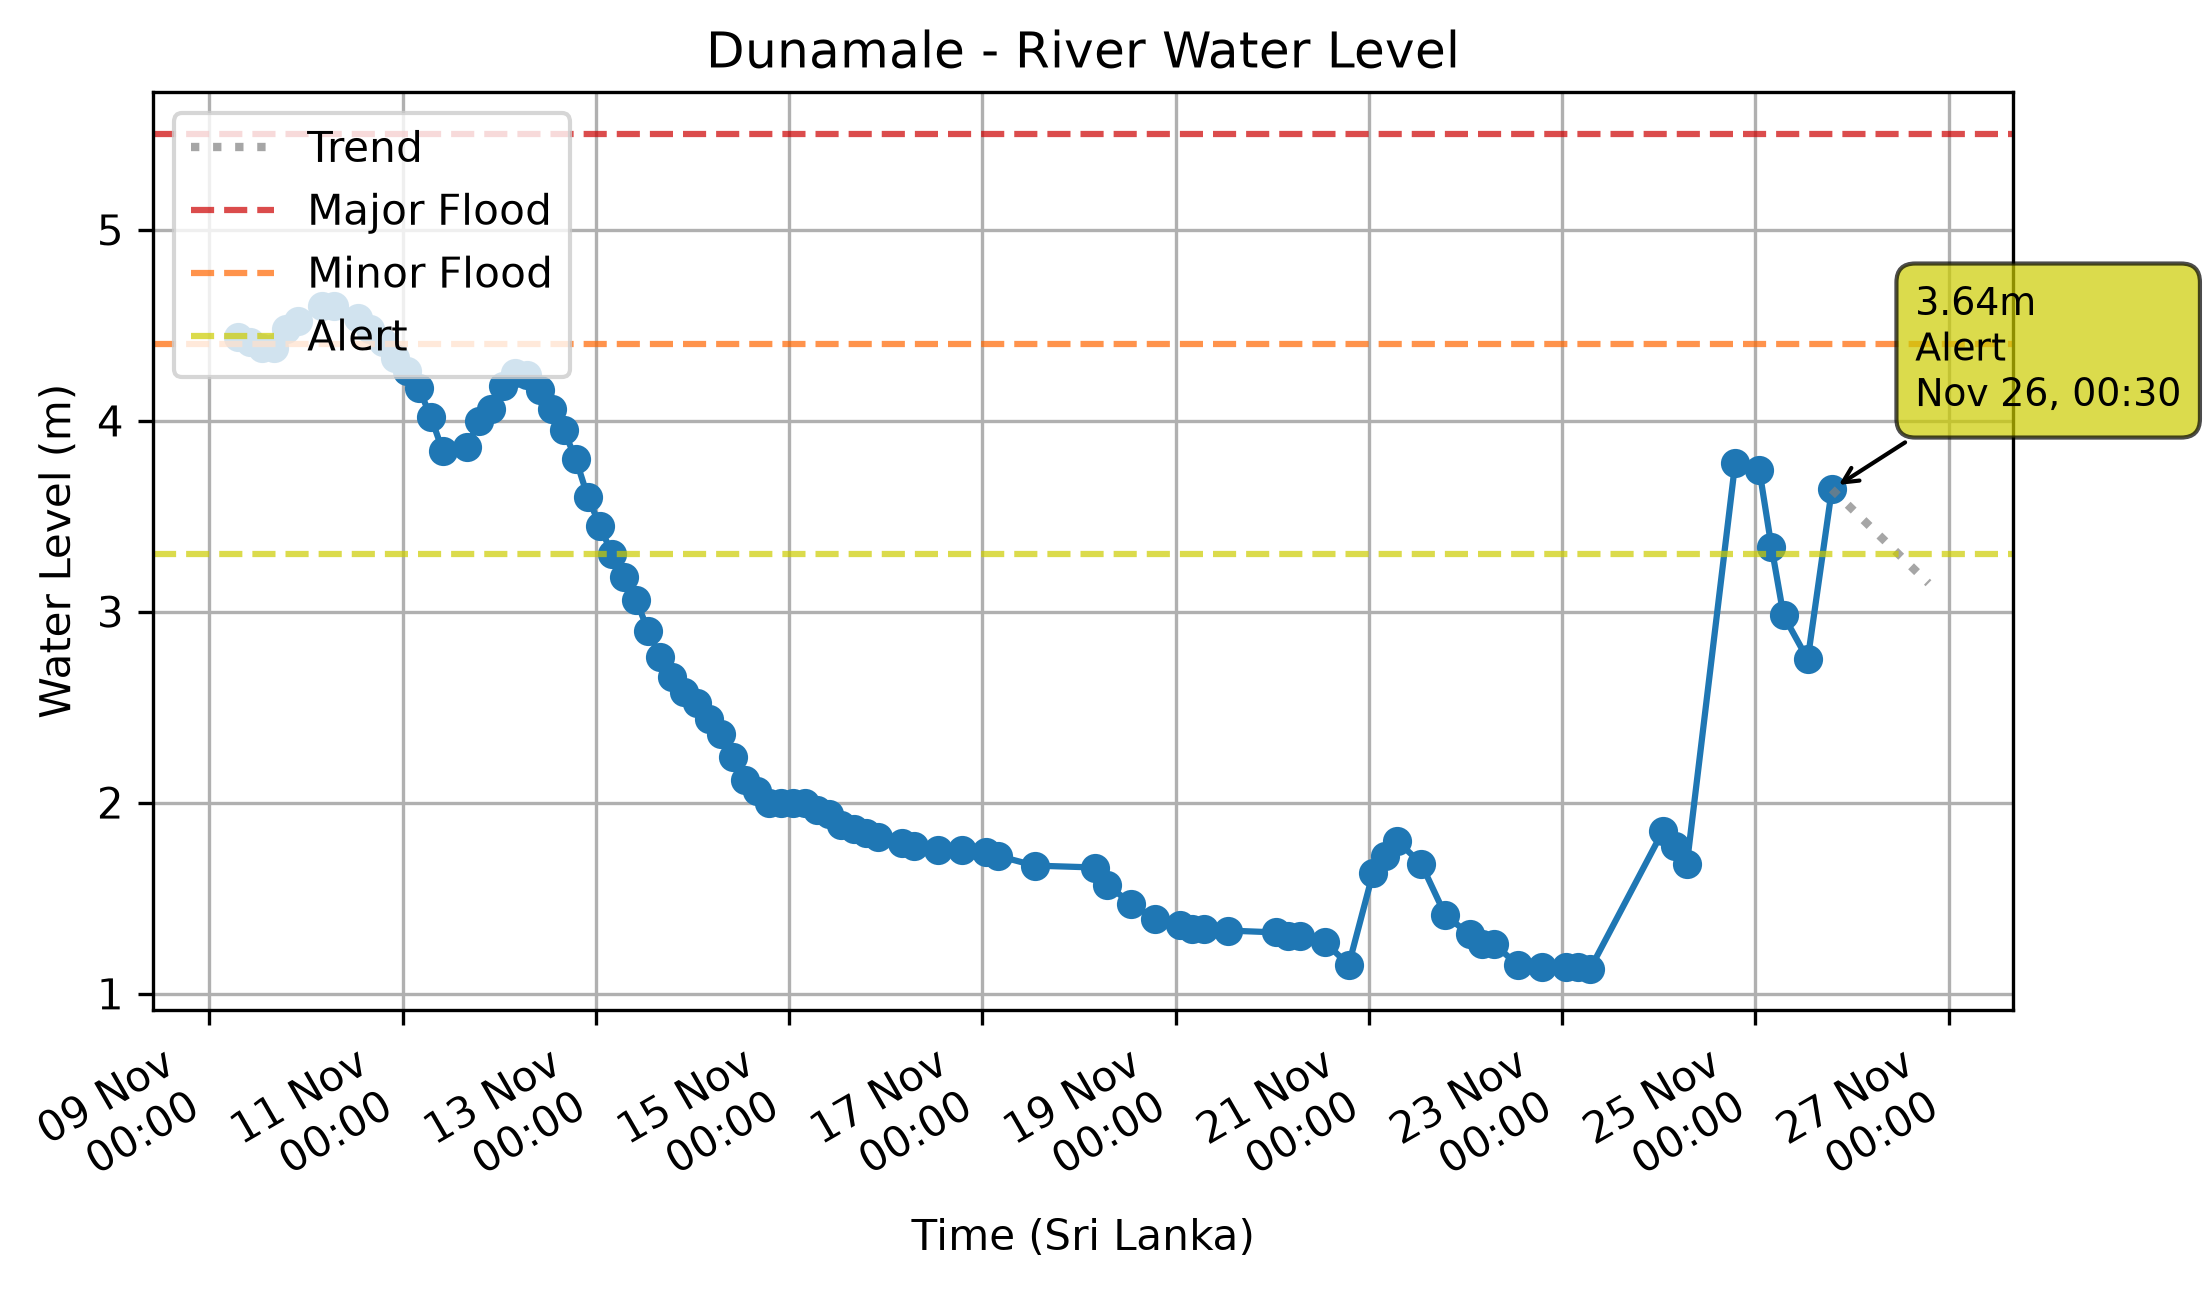 Dunamale - River Water Level
Trend
Major Flood
Minor Flood
Alert
3.64m
Alert
Nov 26, 00:30
Water Level (m)
5
4
3
2
1
09 Nov
00:00
11 Nov
00:00
13 Nov
00:00
15 Nov
00:00
17 Nov
00:00
19 Nov
00:00
21 Nov
00:00
23 Nov
00:00
25 Nov
00:00
27 Nov
00:00
Time (Sri Lanka)